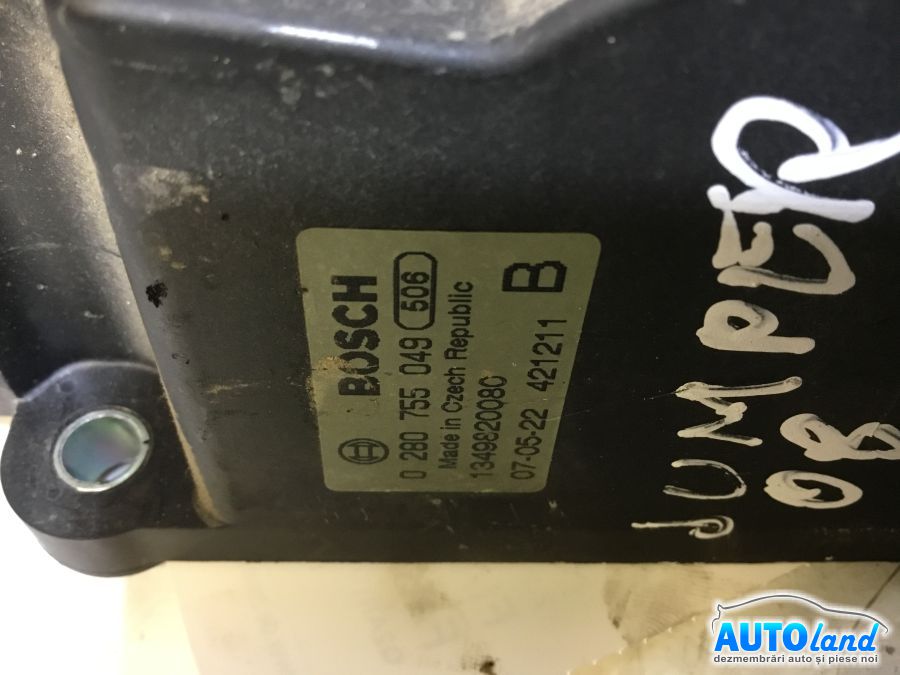 BOSCH
0 280 755 049 506
Made in Czech Republic
1349820080
07-05-22 421211
B
JUMPER
08
AUTOland
dezmembrări auto și piese noi